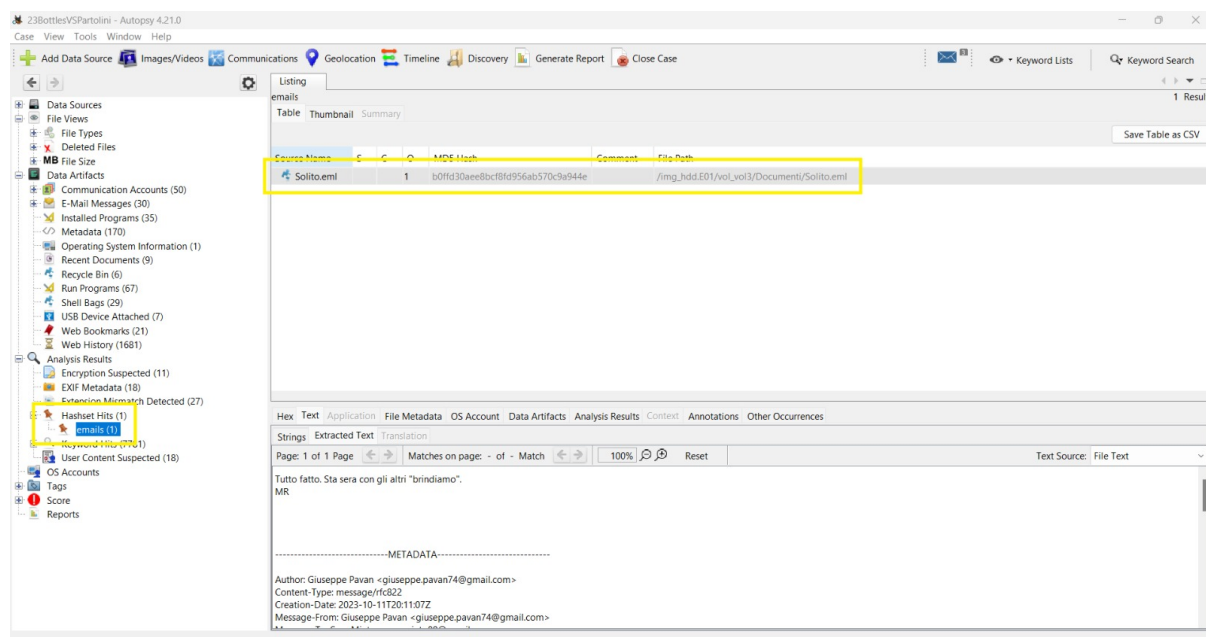 23BottlesVSPartolini - Autopsy 4.21.0
Case View Tools Window Help
Add Data Source Images/Videos Communications Geolocation Timeline Discovery Generate Report Close Case Keyword Lists Keyword Search
Listing
emails
1 Resul
Table Thumbnail Summary
Save Table as CSV
Source Name S C O MD5 Hash Comment File Path
Solito.eml 1 b0ffd30aee8bcf8fd956ab570c9a944e /img_hdd.E01/vol_vol3/Documenti/Solito.eml
Data Sources
File Views
File Types
Deleted Files
MB File Size
Data Artifacts
Communication Accounts (50)
E-Mail Messages (30)
Installed Programs (35)
Metadata (170)
Operating System Information (1)
Recent Documents (9)
Recycle Bin (6)
Run Programs (67)
Shell Bags (29)
USB Device Attached (7)
Web Bookmarks (21)
Web History (1681)
Analysis Results
Encryption Suspected (11)
EXIF Metadata (18)
Extension Mismatch Detected (27)
Hashset Hits (1)
emails (1)
Keyword Hits (7781)
User Content Suspected (18)
OS Accounts
Tags
Score
Reports
Hex Text Application File Metadata OS Account Data Artifacts Analysis Results Context Annotations Other Occurrences
Strings Extracted Text Translation
Page: 1 of 1 Page Matches on page: - of - Match 100% Reset Text Source: File Text
Tutto fatto. Sta sera con gli altri "brindiamo".
MR
------------------------------METADATA------------------------------
Author: Giuseppe Pavan <giuseppe.pavan74@gmail.com>
Content-Type: message/rfc822
Creation-Date: 2023-10-11T20:11:07Z
Message-From: Giuseppe Pavan <giuseppe.pavan74@gmail.com>